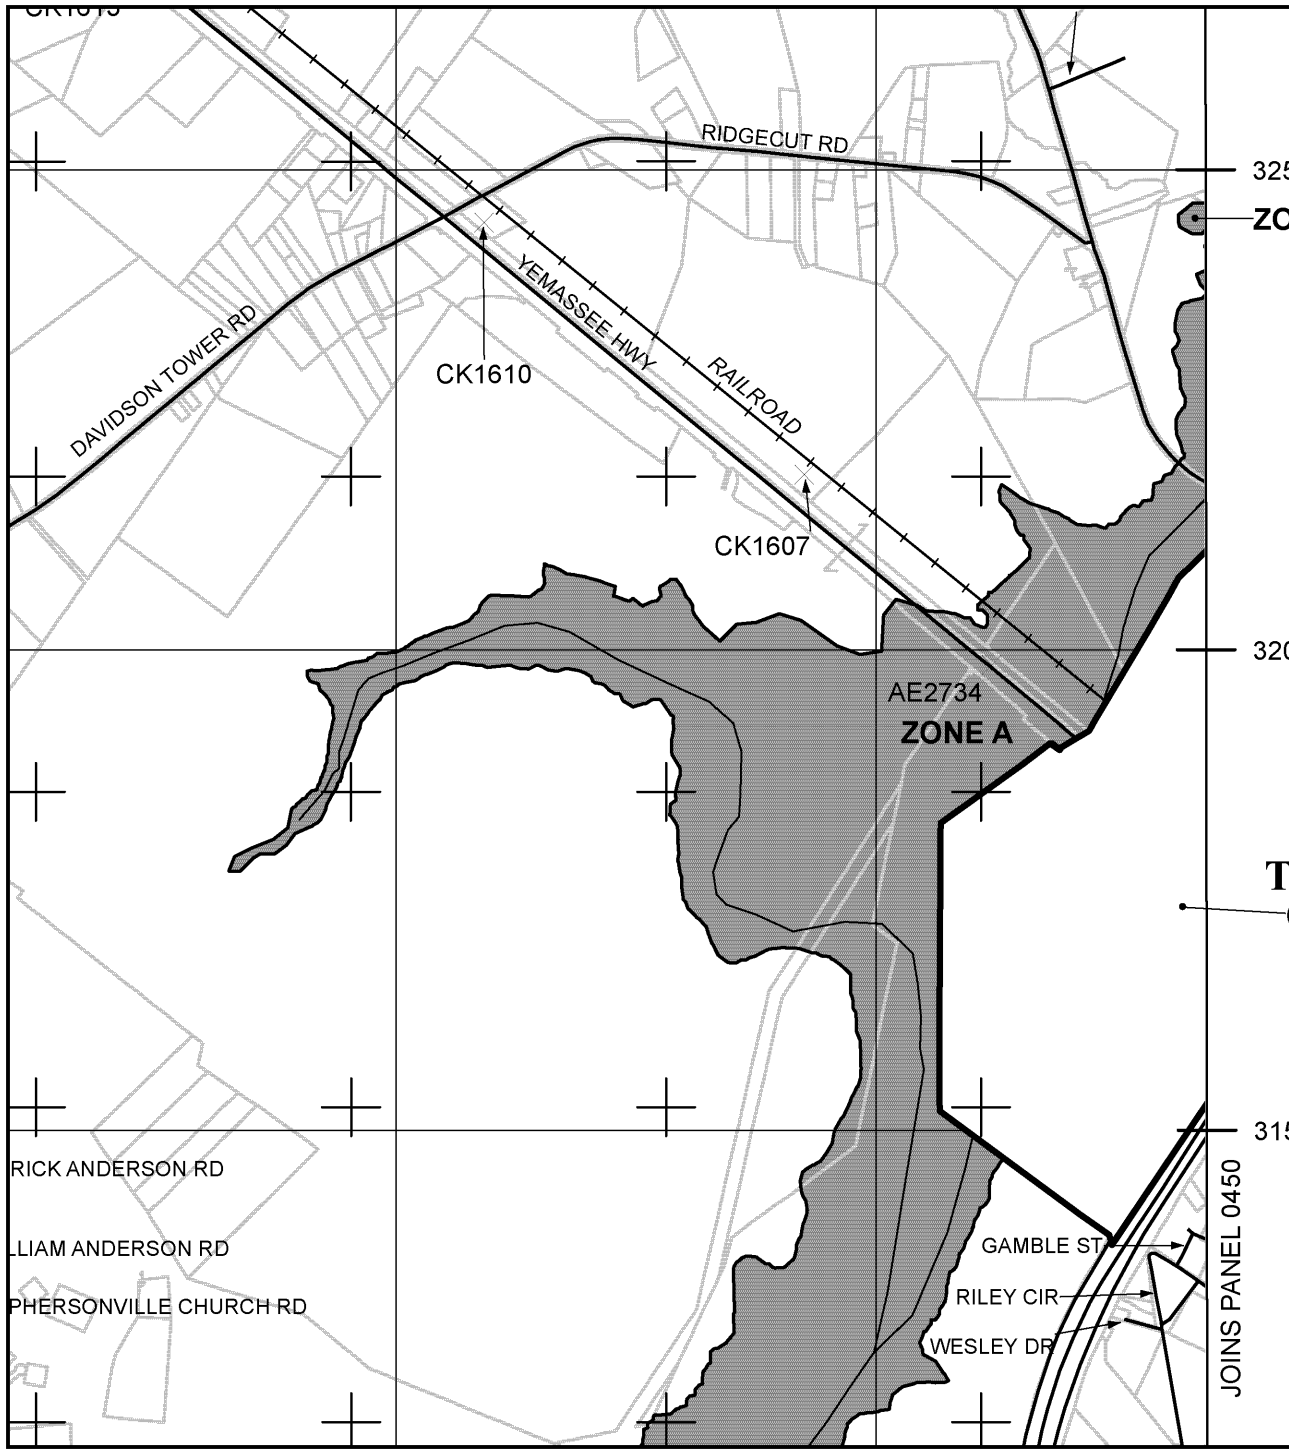 RIDGECUT RD
325
ZO
YEMASSEE HWY
DAVIDSON TOWER RD
RAILROAD
CK1610
CK1607
320
AE2734
ZONE A
T
315
RICK ANDERSON RD
LLIAM ANDERSON RD
PHERSONVILLE CHURCH RD
GAMBLE ST
RILEY CIR
WESLEY DR
JOINS PANEL 0450